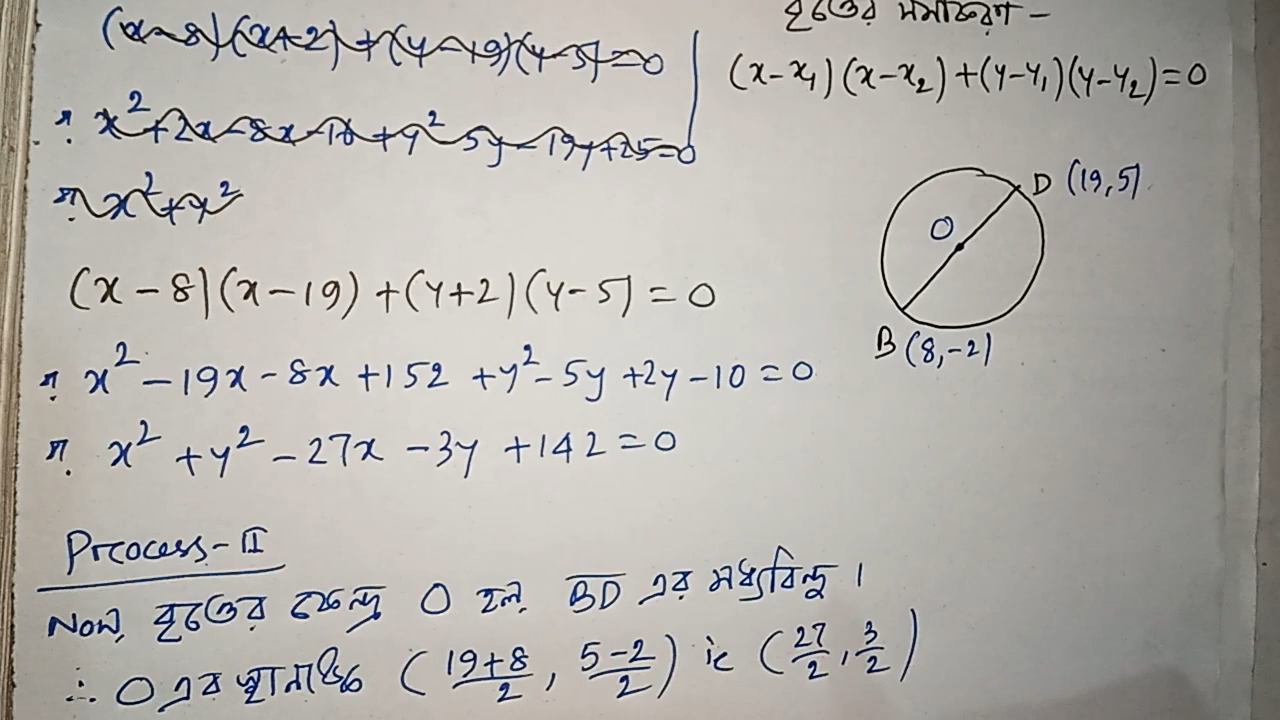 (x-8)(x+2)+(y-19)(y-5)=0
বৃত্তের সমীকরণ –
(x-x₁)(x-x₂)+(y-y₁)(y-y₂)=0
বা, x²+2x-8x-16+y²-5y-19y+25=0
বা, x²+y²
D (19,5)
O
B (8,-2)
(x-8)(x-19)+(y+2)(y-5)=0
বা, x²-19x-8x+152+y²-5y+2y-10=0
বা, x²+y²-27x-3y+142=0
Process-II
Now, বৃত্তের কেন্দ্র O হল, BD এর মধ্যবিন্দু।
∴ O এর স্থানাঙ্ক (19+8/2, 5-2/2) ie (27/2, 3/2)